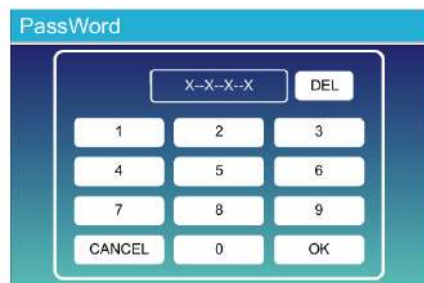 PassWord
X--X--X--X DEL
1 2 3
4 5 6
7 8 9
CANCEL 0 OK